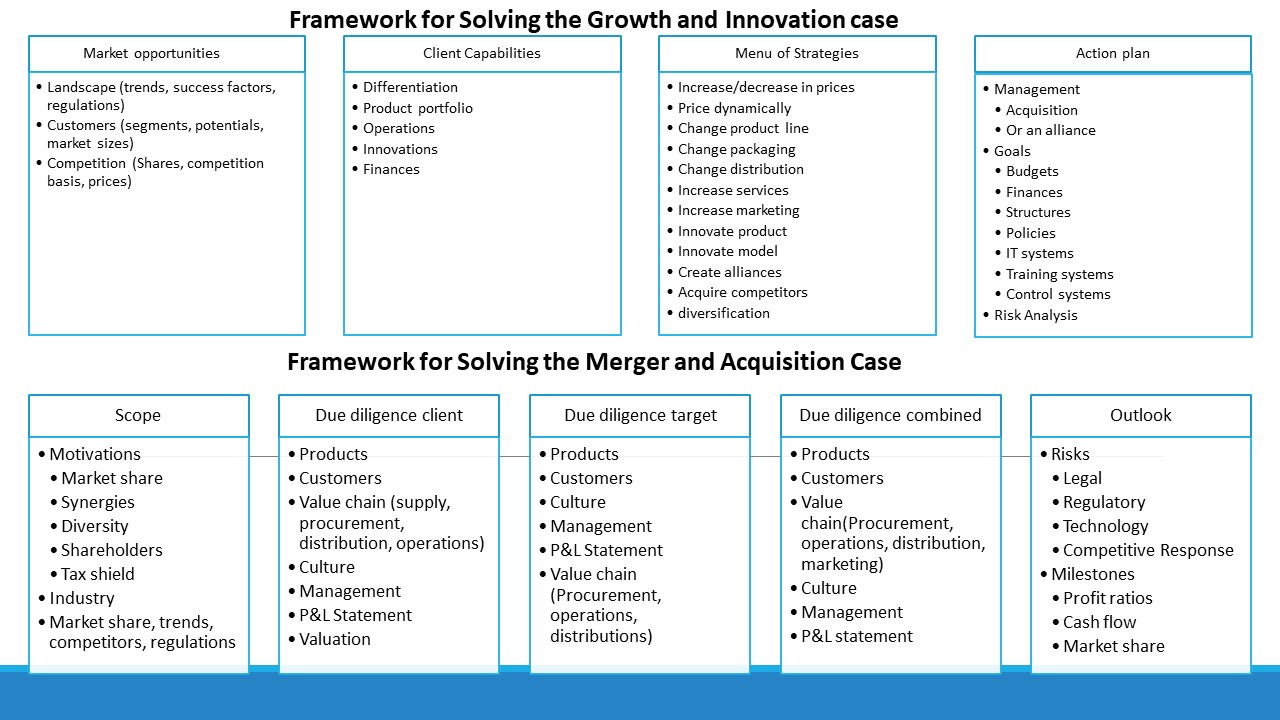 Framework for Solving the Growth and Innovation case
Market opportunities
• Landscape (trends, success factors,
regulations)
• Customers (segments, potentials,
market sizes)
• Competition (Shares, competition
basis, prices)
Client Capabilities
• Differentiation
• Product portfolio
• Operations
• Innovations
• Finances
Menu of Strategies
• Increase/decrease in prices
• Price dynamically
• Change product line
• Change packaging
• Change distribution
• Increase services
• Increase marketing
• Innovate product
• Innovate model
• Create alliances
• Acquire competitors
• diversification
Action plan
• Management
• Acquisition
• Or an alliance
• Goals
• Budgets
• Finances
• Structures
• Policies
• IT systems
• Training systems
• Control systems
• Risk Analysis
Framework for Solving the Merger and Acquisition Case
Scope
• Motivations
• Market share
• Synergies
• Diversity
• Shareholders
• Tax shield
• Industry
• Market share, trends,
competitors, regulations
Due diligence client
• Products
• Customers
• Value chain (supply,
procurement,
distribution, operations)
• Culture
• Management
• P&L Statement
• Valuation
Due diligence target
• Products
• Customers
• Culture
• Management
• P&L Statement
• Value chain
(Procurement,
operations,
distributions)
Due diligence combined
• Products
• Customers
• Value
chain(Procurement,
operations, distribution,
marketing)
• Culture
• Management
• P&L statement
Outlook
• Risks
• Legal
• Regulatory
• Technology
• Competitive Response
• Milestones
• Profit ratios
• Cash flow
• Market share